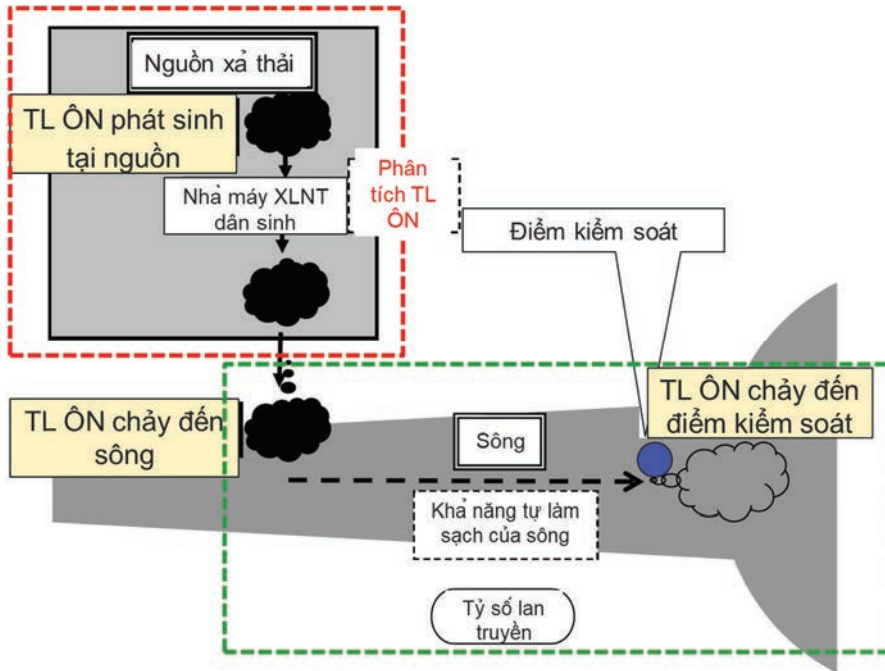 Nguồn xả thải
TL ÔN phát sinh
tại nguồn
Phân
tích TL
ÔN
Nhà máy XLNT
dân sinh
Điểm kiểm soát
TL ÔN chảy đến
sông
TL ÔN chảy đến
điểm kiểm soát
Sông
Khả năng tự làm
sạch của sông
Tỷ số lan
truyền